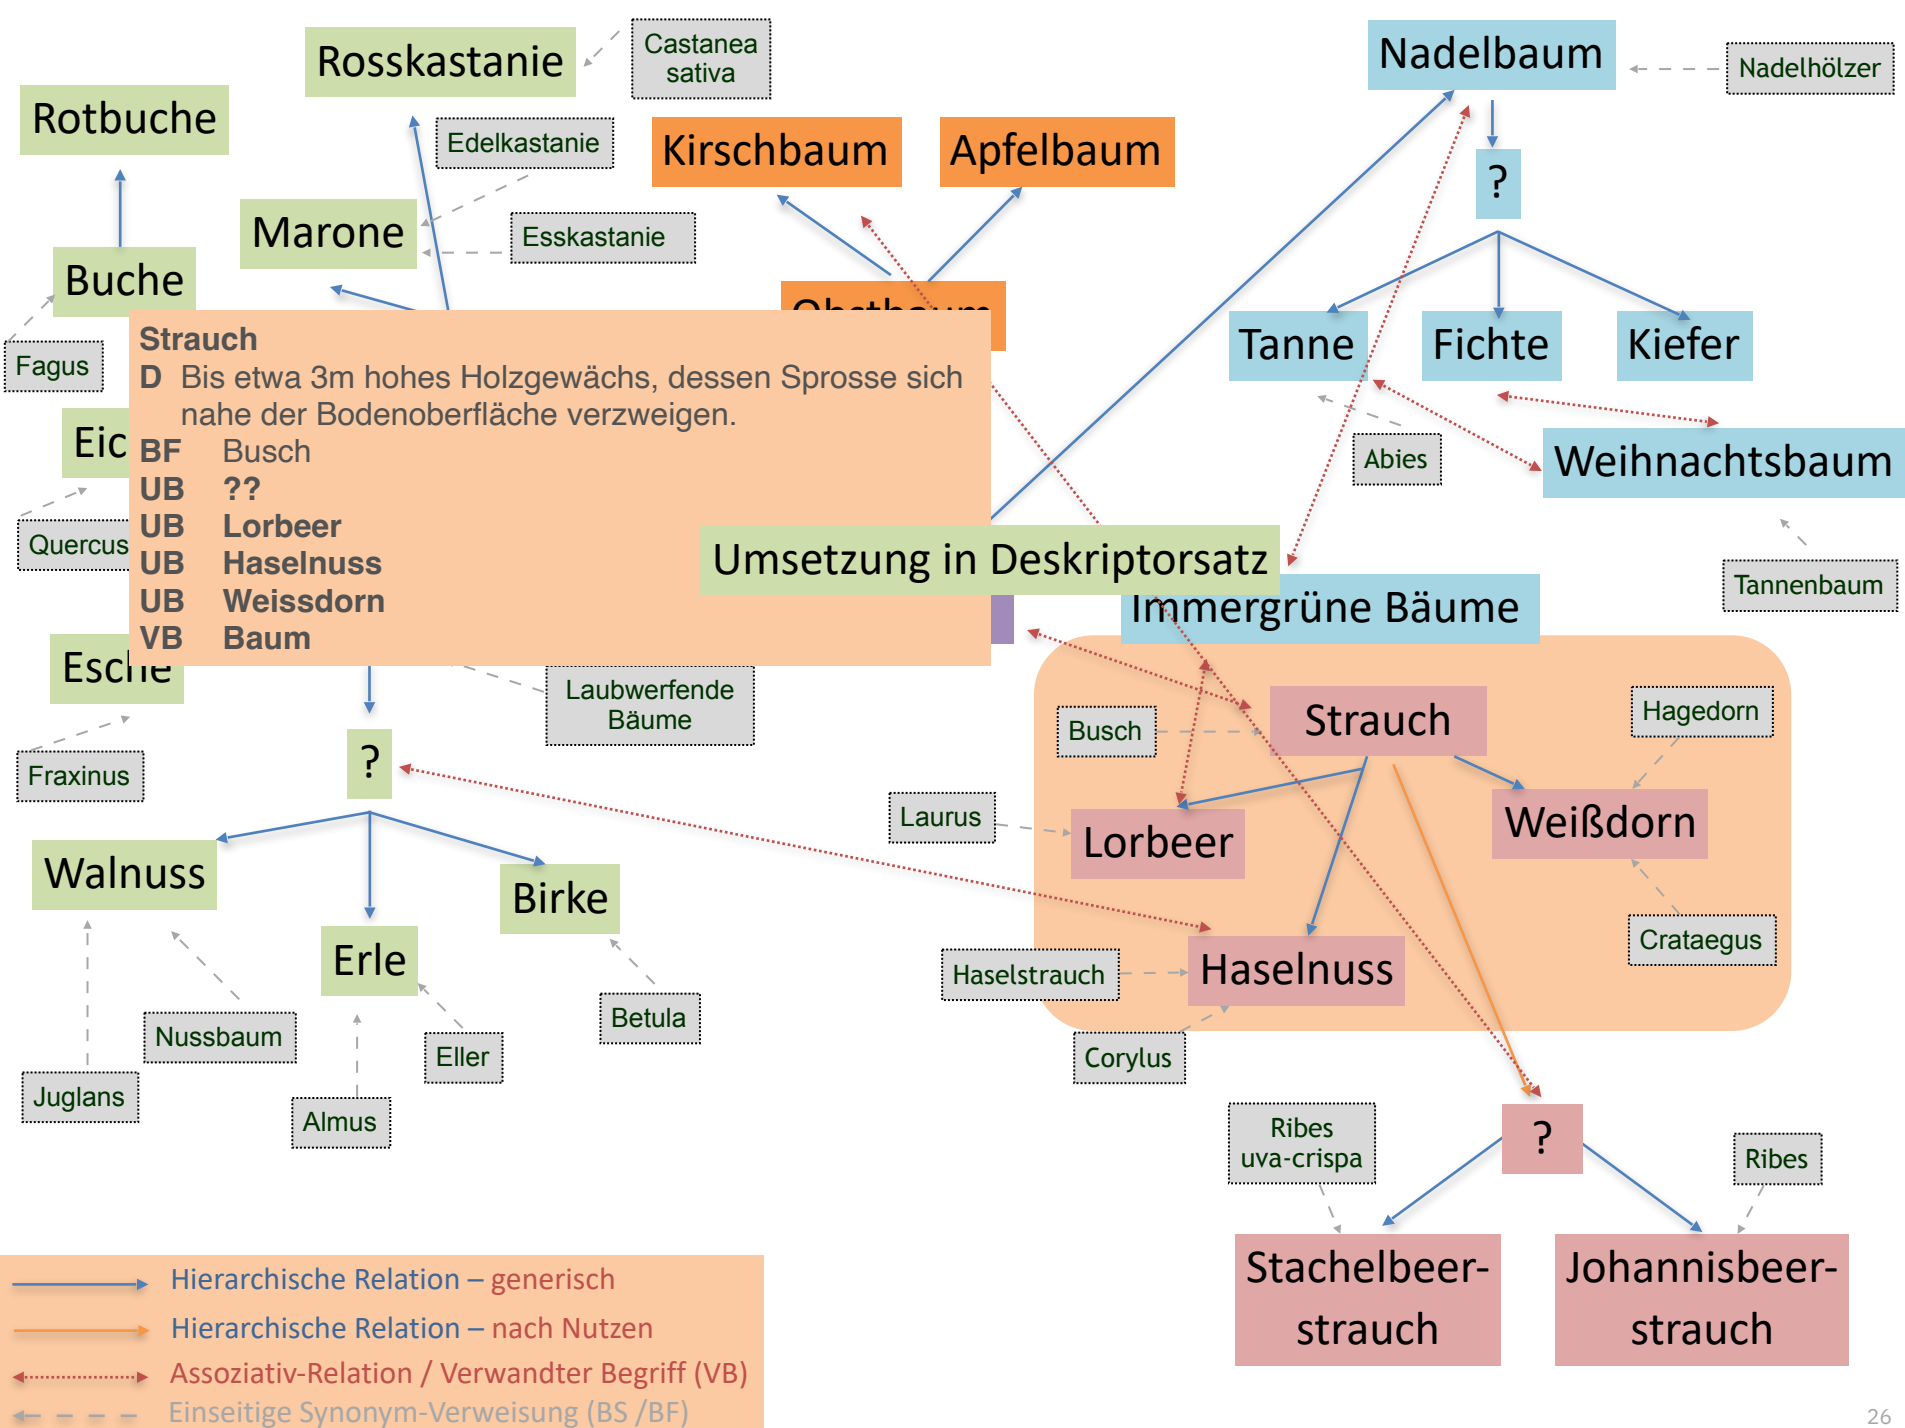 Rosskastanie
Castanea
sativa
Nadelbaum
Nadelhölzer
Rotbuche
Edelkastanie
Kirschbaum
Apfelbaum
?
Marone
Esskastanie
Buche
Obstbaum
Fagus
Tanne
Fichte
Kiefer
Strauch
D Bis etwa 3m hohes Holzgewächs, dessen Sprosse sich
nahe der Bodenoberfläche verzweigen.
BF Busch
UB ??
UB Lorbeer
UB Haselnuss
UB Weissdorn
VB Baum
Eic
Quercus
Abies
Weihnachtsbaum
Umsetzung in Deskriptorsatz
Tannenbaum
Immergrüne Bäume
Esche
Laubwerfende
Bäume
Fraxinus
?
Busch
Strauch
Hagedorn
Laurus
Lorbeer
Weißdorn
Walnuss
Birke
Erle
Haselstrauch
Haselnuss
Crataegus
Nussbaum
Eller
Betula
Corylus
Juglans
Almus
Ribes
uva-crispa
?
Ribes
Stachelbeer-
strauch
Johannisbeer-
strauch
Hierarchische Relation – generisch
Hierarchische Relation – nach Nutzen
Assoziativ-Relation / Verwandter Begriff (VB)
Einseitige Synonym-Verweisung (BS /BF)
26